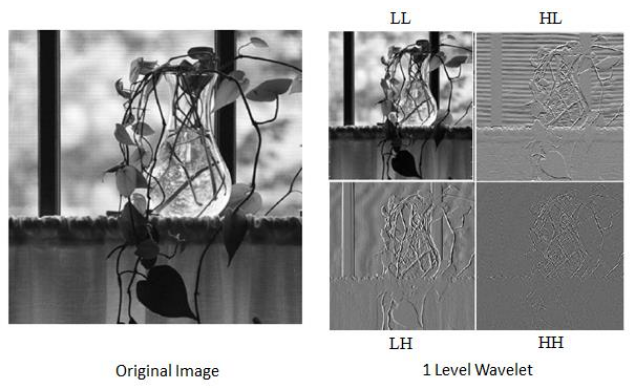 LL HL
LH HH
Original Image 1 Level Wavelet